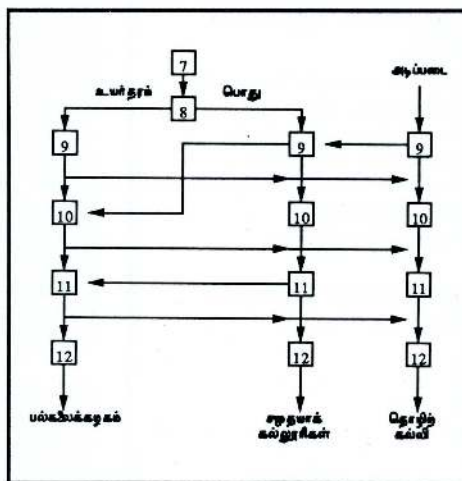 7
உயர்தரம்
பொது
அடிப்படை
8
9
9
9
10
10
10
11
11
11
12
12
12
பல்கலைக்கழகம்
சமுதயாக்
கல்லூரிகள்
தொழிற்
கல்வி